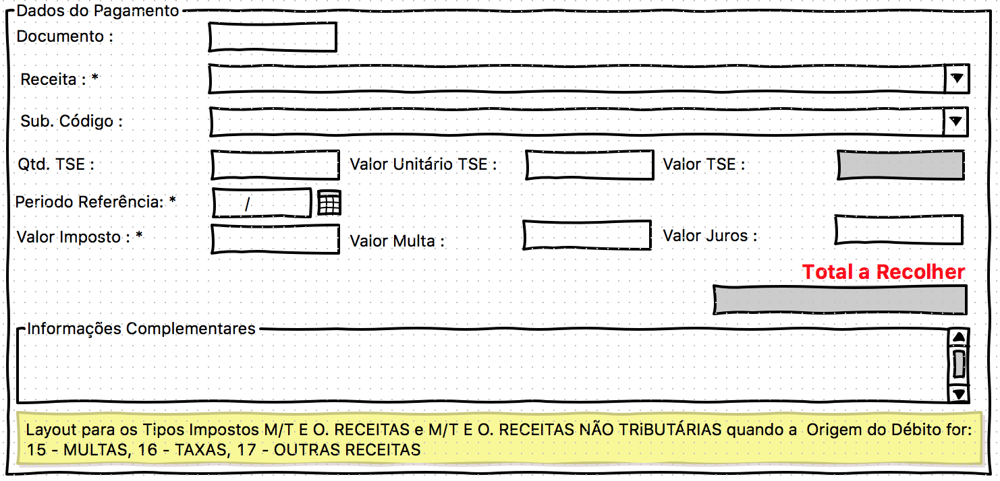 Dados do Pagamento
Documento :
Receita : *
Sub. Código :
Qtd. TSE : Valor Unitário TSE : Valor TSE :
Periodo Referência: * /
Valor Imposto : * Valor Multa : Valor Juros :
Total a Recolher
Informações Complementares
Layout para os Tipos Impostos M/T E O. RECEITAS e M/T E O. RECEITAS NÃO TRiBUTÁRIAS quando a Origem do Débito for:
15 - MULTAS, 16 - TAXAS, 17 - OUTRAS RECEITAS